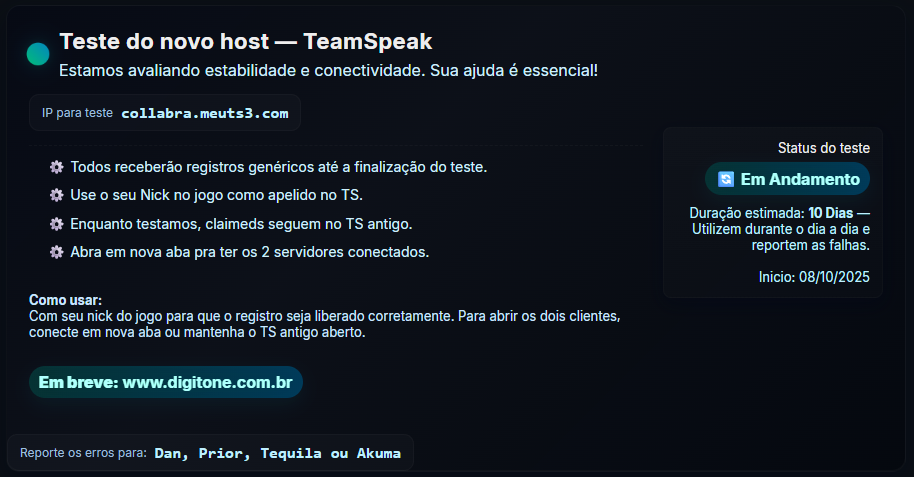 Teste do novo host — TeamSpeak
Estamos avaliando estabilidade e conectividade. Sua ajuda é essencial!
IP para teste collabra.meuts3.com
Todos receberão registros genéricos até a finalização do teste.
Use o seu Nick no jogo como apelido no TS.
Enquanto testamos, claimeds seguem no TS antigo.
Abra em nova aba pra ter os 2 servidores conectados.
Como usar:
Com seu nick do jogo para que o registro seja liberado corretamente. Para abrir os dois clientes,
conecte em nova aba ou mantenha o TS antigo aberto.
Em breve: www.digitone.com.br
Status do teste
Em Andamento
Duração estimada: 10 Dias —
Utilizem durante o dia a dia e
reportem as falhas.
Inicio: 08/10/2025
Reporte os erros para: Dan, Prior, Tequila ou Akuma